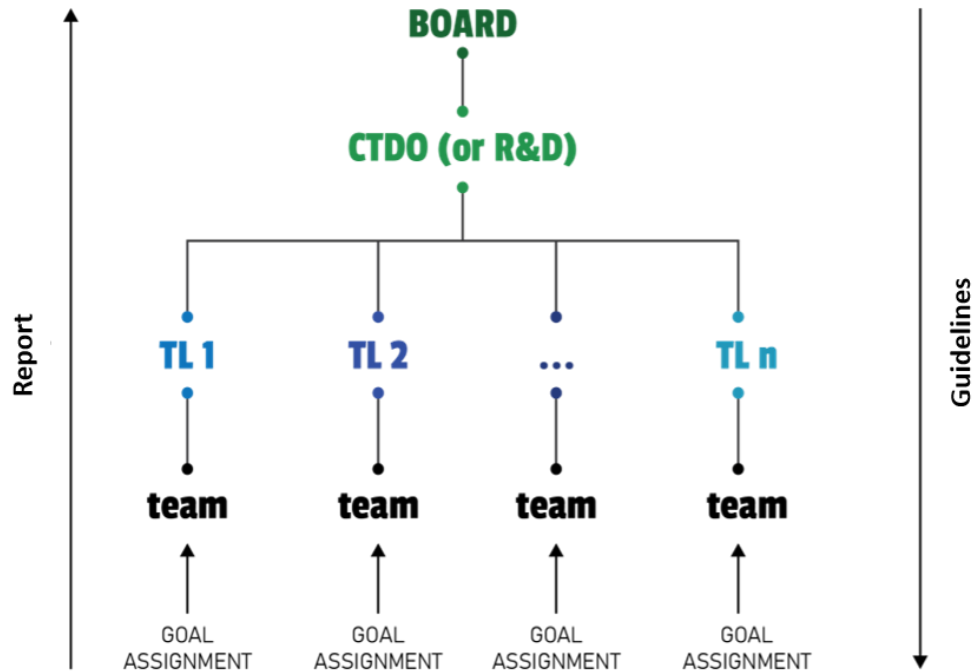 BOARD
CTDO (or R&D)
Report
Guidelines
TL 1
TL 2
...
TL n
team
team
team
team
GOAL
ASSIGNMENT
GOAL
ASSIGNMENT
GOAL
ASSIGNMENT
GOAL
ASSIGNMENT